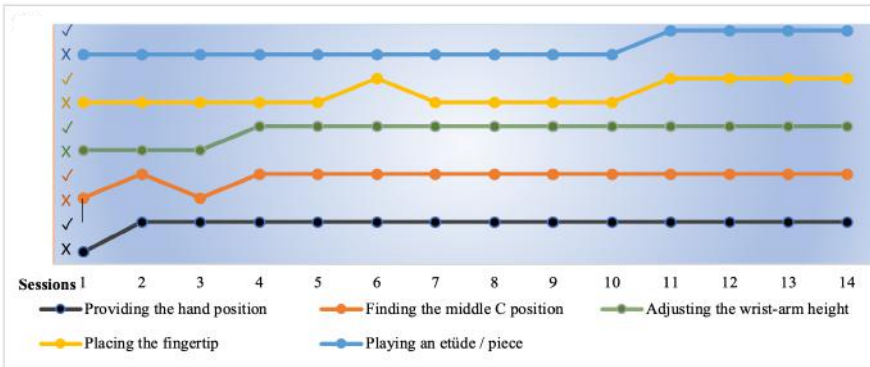 ✓
X
✓
X
✓
X
✓
X
✓
X
Sessions 1 2 3 4 5 6 7 8 9 10 11 12 13 14
Providing the hand position Finding the middle C position Adjusting the wrist-arm height
Placing the fingertip Playing an etüde / piece